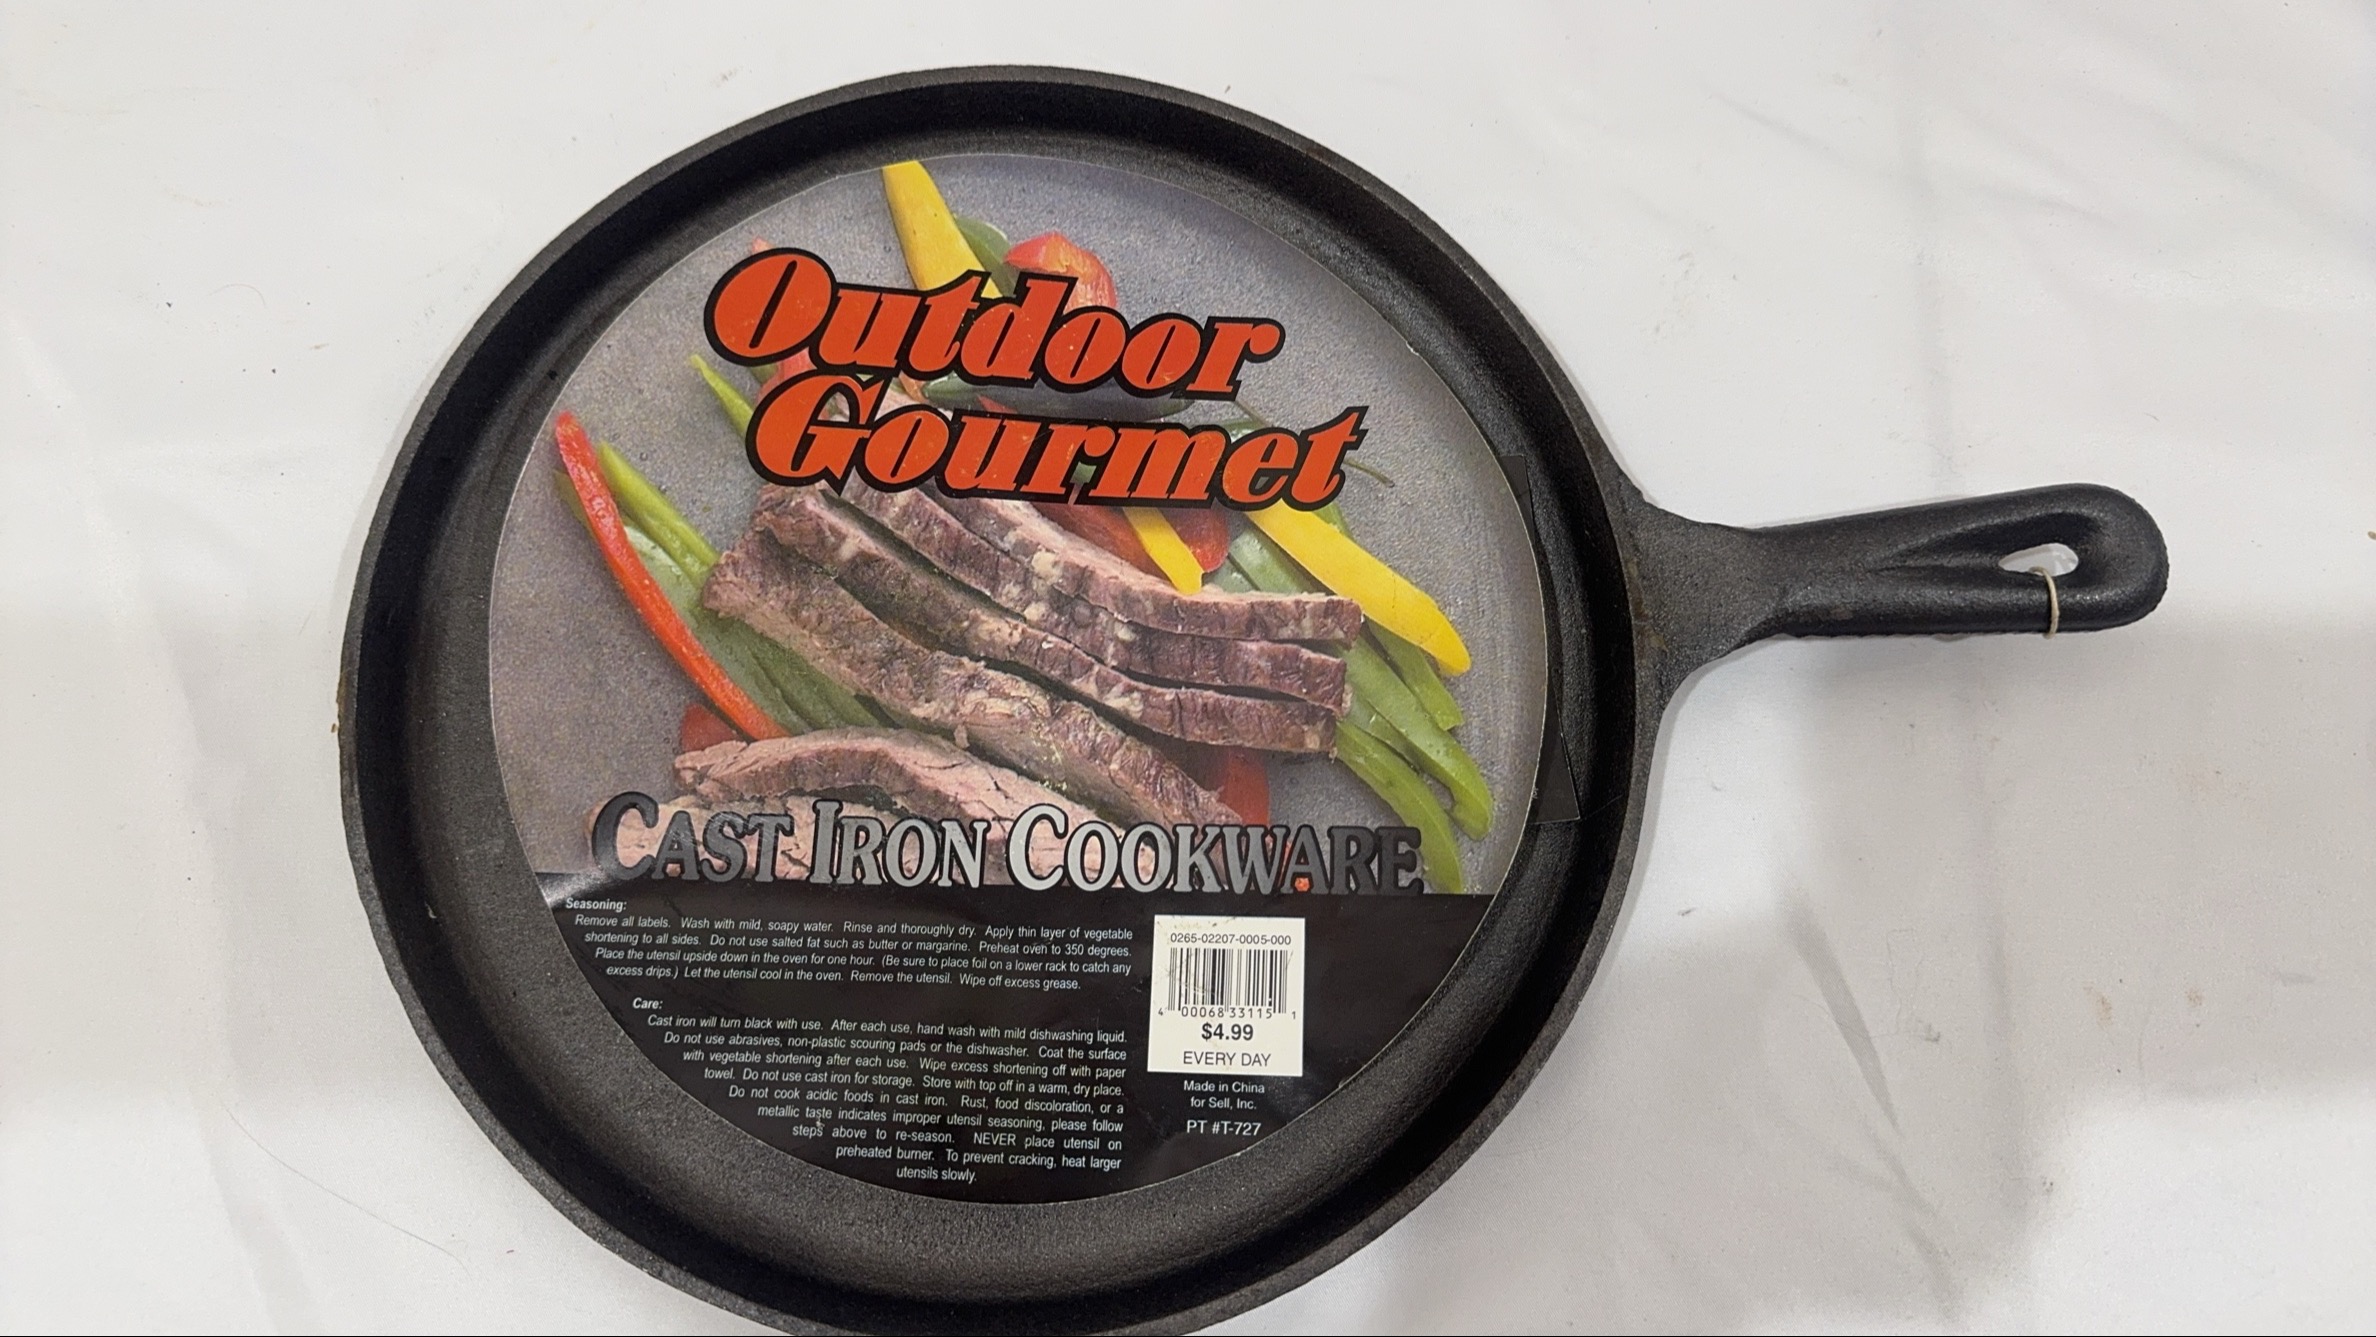 Outdoor
Gourmet
CAST IRON COOKWARE
Seasoning:
Remove all labels. Wash with mild, soapy water. Rinse and thoroughly dry. Apply thin layer of vegetable
shortening to all sides. Do not use salted fat such as butter or margarine. Preheat oven to 350 degrees.
Place the utensil upside down in the oven for one hour. (Be sure to place foil on a lower rack to catch any
excess drips.) Let the utensil cool in the oven. Remove the utensil. Wipe off excess grease.
Care:
Cast iron will turn black with use. After each use, hand wash with mild dishwashing liquid.
Do not use abrasives, non-plastic scouring pads or the dishwasher. Coat the surface
with vegetable shortening after each use. Wipe excess shortening off with paper
towel. Do not use cast iron for storage. Store with top off in a warm, dry place.
Do not cook acidic foods in cast iron. Rust, food discoloration, or a
metallic taste indicates improper utensil seasoning, please follow
steps above to re-season. NEVER place utensil on
preheated burner. To prevent cracking, heat larger
utensils slowly.
0265-02207-0005-000
4 00068 33115 1
$4.99
EVERY DAY
Made in China
for Sell, Inc.
PT #T-727